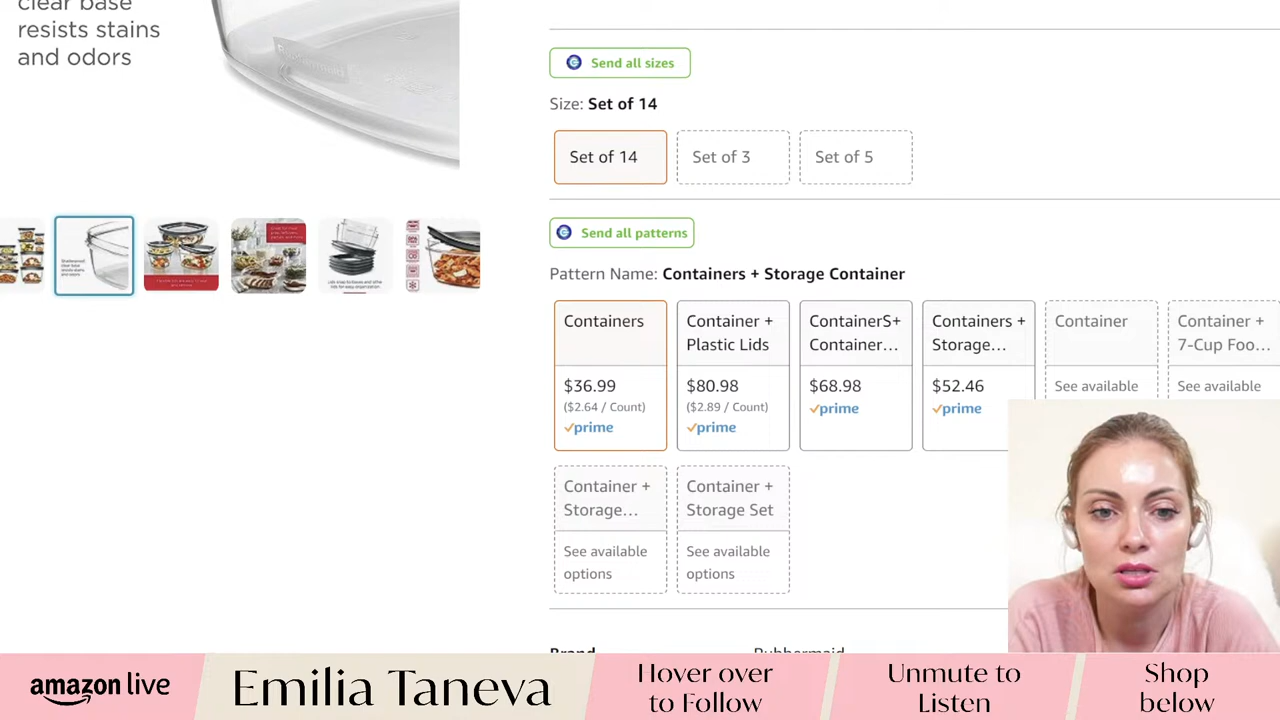 clear base
resists stains
and odors
Send all sizes
Size: Set of 14
Set of 14
Set of 3
Set of 5
Send all patterns
Pattern Name: Containers + Storage Container
Containers
$36.99
($2.64 / Count)
prime
Container +
Plastic Lids
$80.98
($2.89 / Count)
prime
ContainerS+
Container…
$68.98
prime
Containers +
Storage…
$52.46
prime
Container
See available
Container +
7-Cup Foo…
See available
Container +
Storage…
See available
options
Container +
Storage Set
See available
options
Brand
Rubbermaid
amazon live
Emilia Taneva
Hover over
to Follow
Unmute to
Listen
Shop
below